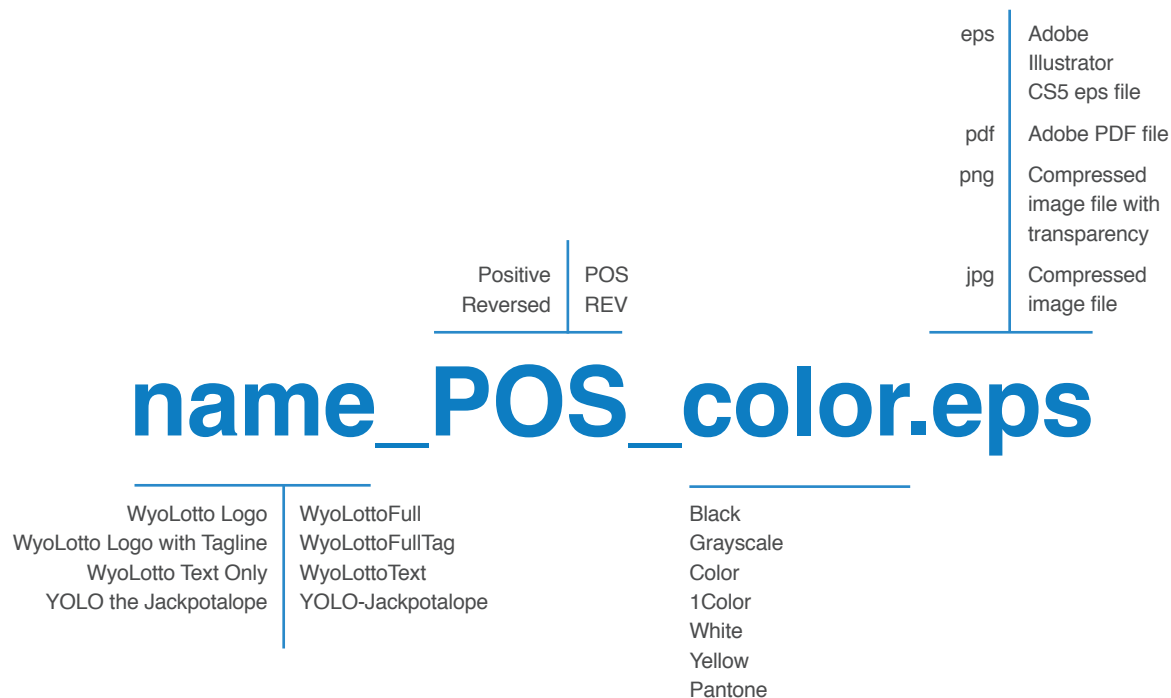 eps Adobe
Illustrator
CS5 eps file
pdf Adobe PDF file
png Compressed
image file with
transparency
jpg Compressed
image file
Positive POS
Reversed REV
name_POS_color.eps
WyoLotto Logo WyoLottoFull
WyoLotto Logo with Tagline WyoLottoFullTag
WyoLotto Text Only WyoLottoText
YOLO the Jackpotalope YOLO-Jackpotalope
Black
Grayscale
Color
1Color
White
Yellow
Pantone